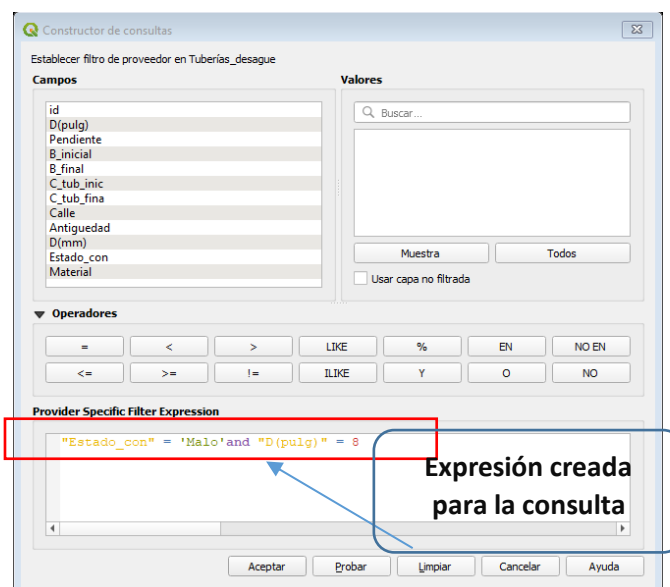 Constructor de consultas
Establecer filtro de proveedor en Tuberías_desague
Campos
Valores
id
D(pulg)
Pendiente
B_inicial
B_final
C_tub_inic
C_tub_fina
Calle
Antiguedad
D(mm)
Estado_con
Material
Buscar...
Muestra
Todos
Usar capa no filtrada
Operadores
= < > LIKE % EN NO EN
<= >= != ILIKE Y O NO
Provider Specific Filter Expression
"Estado_con" = 'Malo'and "D(pulg)" = 8
Expresión creada
para la consulta
Aceptar Probar Limpiar Cancelar Ayuda